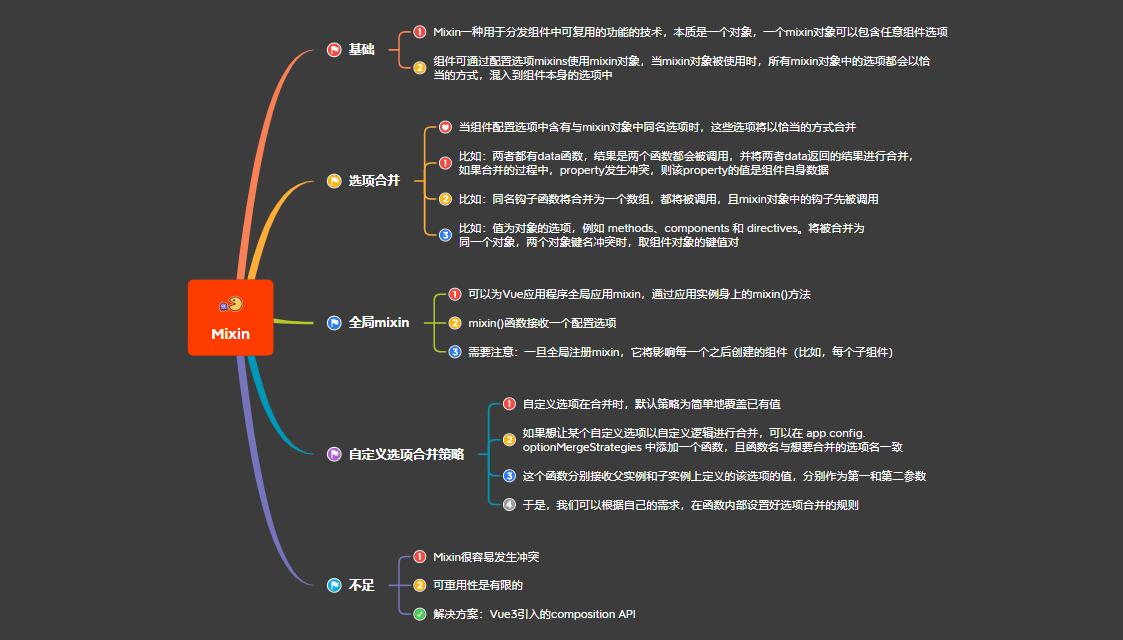 基础
1 Mixin一种用于分发组件中可复用的功能的技术，本质是一个对象，一个mixin对象可以包含任意组件选项
2 组件可通过配置选项mixins使用mixin对象，当mixin对象被使用时，所有mixin对象中的选项都会以恰
当的方式，混入到组件本身的选项中
选项合并
当组件配置选项中含有与mixin对象中同名选项时，这些选项将以恰当的方式合并
1 比如：两者都有data函数，结果是两个函数都会被调用，并将两者data返回的结果进行合并，
如果合并的过程中，property发生冲突，则该property的值是组件自身数据
2 比如：同名钩子函数将合并为一个数组，都将被调用，且mixin对象中的钩子先被调用
3 比如：值为对象的选项，例如 methods、components 和 directives。将被合并为
同一个对象，两个对象键名冲突时，取组件对象的键值对
Mixin
全局mixin
1 可以为Vue应用程序全局应用mixin，通过应用实例身上的mixin()方法
2 mixin()函数接收一个配置选项
3 需要注意：一旦全局注册mixin，它将影响每一个之后创建的组件（比如，每个子组件）
自定义选项合并策略
1 自定义选项在合并时，默认策略为简单地覆盖已有值
2 如果想让某个自定义选项以自定义逻辑进行合并，可以在 app.config.
optionMergeStrategies 中添加一个函数，且函数名与想要合并的选项名一致
3 这个函数分别接收父实例和子实例上定义的该选项的值，分别作为第一和第二参数
4 于是，我们可以根据自己的需求，在函数内部设置好选项合并的规则
不足
1 Mixin很容易发生冲突
2 可重用性是有限的
解决方案：Vue3引入的composition API